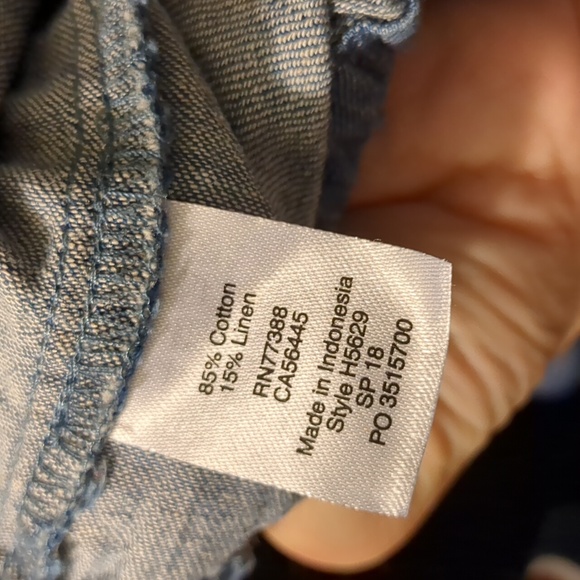 85% Cotton
15% Linen
RN77388
CA56445
Made in Indonesia
Style H5629
SP 18
PO 3515700